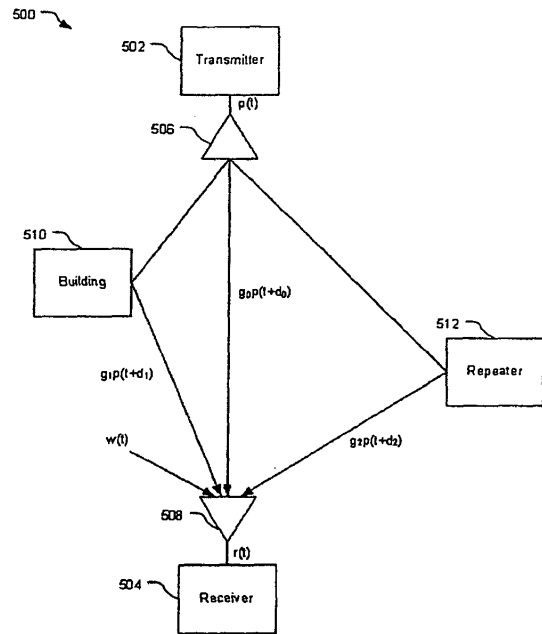 500
502
Transmitter
p(t)
506
510
Building
g₀p(t+d₀)
512
Repeater
g₁p(t+d₁)
g₂p(t+d₂)
w(t)
508
r(t)
504
Receiver